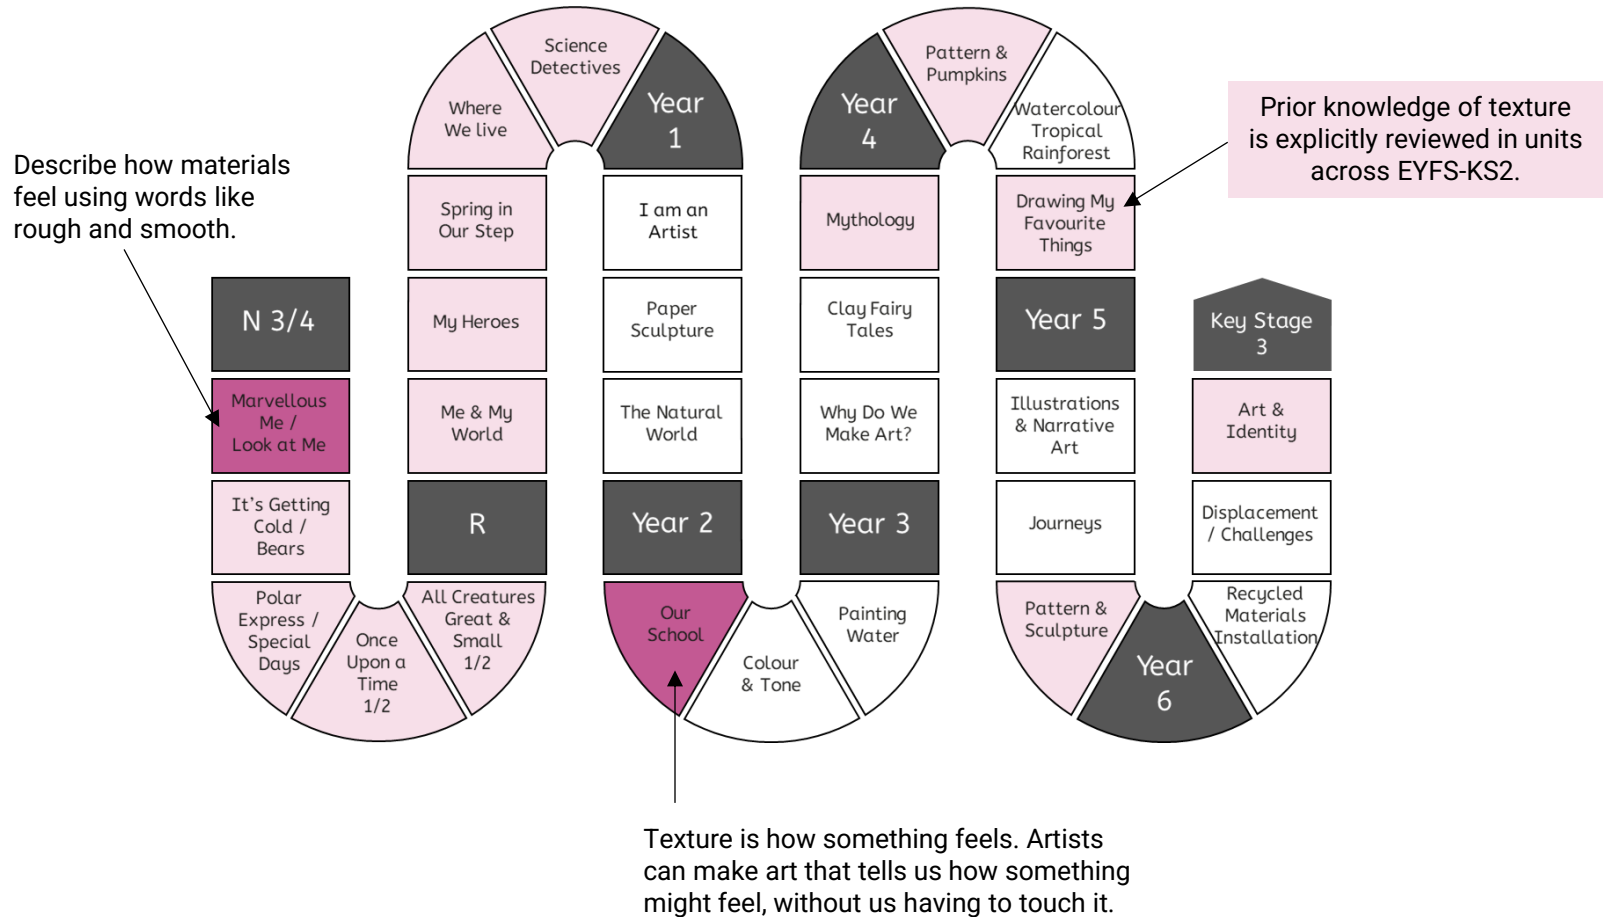 Describe how materials
feel using words like
rough and smooth.
N 3/4
Marvellous
Me /
Look at Me
It's Getting
Cold /
Bears
Polar
Express /
Special
Days
Once
Upon a
Time
1/2
All Creatures
Great &
Small
1/2
R
Me & My
World
My Heroes
Spring in
Our Step
Where
We live
Science
Detectives
Year
1
I am an
Artist
Paper
Sculpture
The Natural
World
Year 2
Our
School
Colour
& Tone
Painting
Water
Year 3
Why Do We
Make Art?
Clay Fairy
Tales
Mythology
Year
4
Pattern &
Pumpkins
Watercolour
Tropical
Rainforest
Drawing My
Favourite
Things
Year 5
Illustrations
& Narrative
Art
Journeys
Pattern &
Sculpture
Year
6
Recycled
Materials
Installation
Displacement
/ Challenges
Art &
Identity
Key Stage
3
Prior knowledge of texture
is explicitly reviewed in units
across EYFS-KS2.
Texture is how something feels. Artists
can make art that tells us how something
might feel, without us having to touch it.